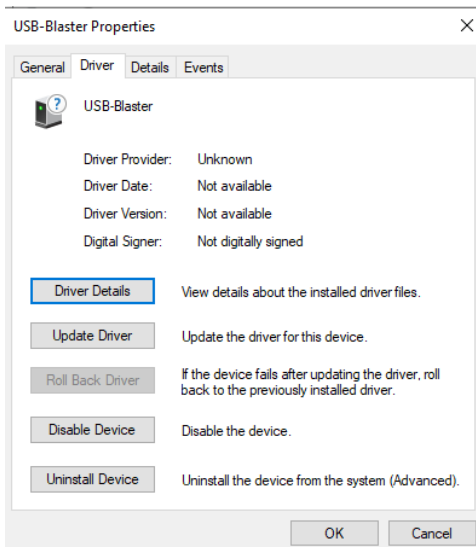 USB-Blaster Properties
General Driver Details Events
USB-Blaster
Driver Provider: Unknown
Driver Date: Not available
Driver Version: Not available
Digital Signer: Not digitally signed
Driver Details View details about the installed driver files.
Update Driver Update the driver for this device.
Roll Back Driver If the device fails after updating the driver, roll
back to the previously installed driver.
Disable Device Disable the device.
Uninstall Device Uninstall the device from the system (Advanced).
OK Cancel